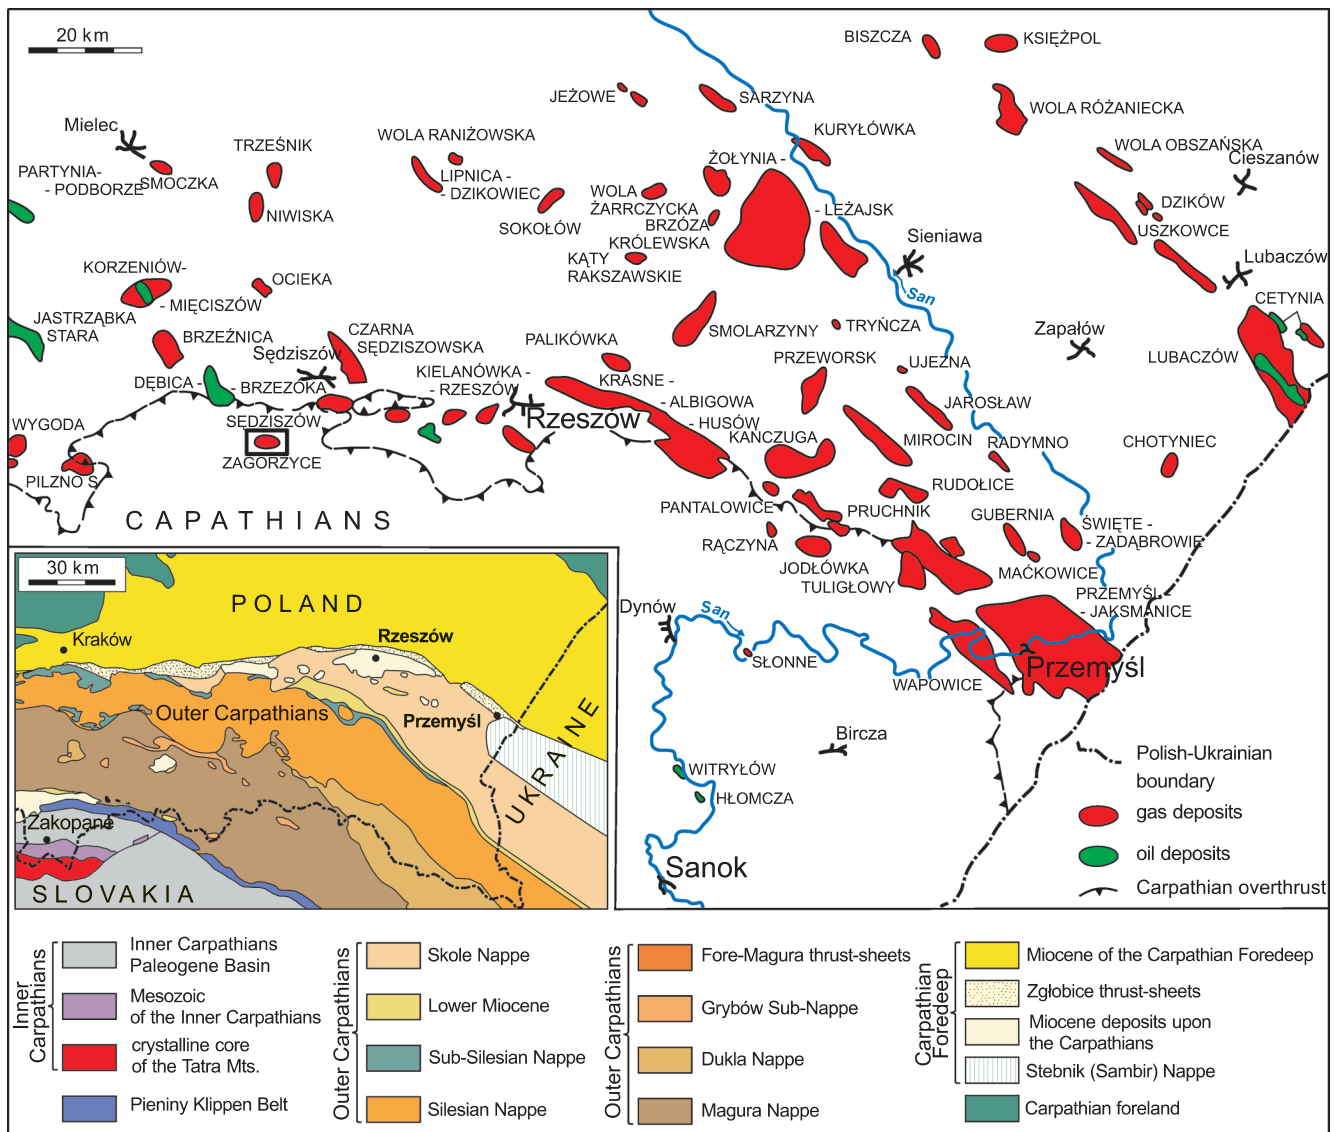 20 km
BISZCZA
KSIĘŻPOL
JEŻOWE
SARZYNA
WOLA RÓŻANIECKA
Mielec
TRZEŚNIK
WOLA RANIŻOWSKA
KURYŁÓWKA
WOLA OBSZAŃSKA
Cieszanów
PARTYNIA-
- PODBORZE
SMOCZKA
LIPNICA -
- DZIKOWIEC
ŻOŁYNIA -
- LEŻAJSK
NIWISKA
SOKOŁÓW
WOLA
ŻARRCZYCKA
BRZÓZA
KRÓLEWSKA
DZIKÓW
USZKOWCE
Sieniawa
Lubaczów
KORZENIÓW-
- MIĘCISZÓW
OCIEKA
KĄTY
RAKSZAWSKIE
San
CETYNIA
JASTRZĄBKA
STARA
BRZEŹNICA
CZARNA
SĘDZISZOWSKA
Sędziszów
PALIKÓWKA
SMOLARZYNY
TRYŃCZA
Zapałów
PRZEWORSK
UJEZNA
LUBACZÓW
DĘBICA -
- BRZEZÓKA
KIELANÓWKA -
- RZESZÓW
KRASNE -
- ALBIGOWA
- HUSÓW
JAROSŁAW
Rzeszów
WYGODA
SĘDZISZÓW
ZAGORZYCE
KAŃCZUGA
MIROCIN
RADYMNO
CHOTYNIEC
PILZNO S
RUDOŁICE
PANTALOWICE
PRUCHNIK
GUBERNIA
ŚWIĘTE -
- ZADĄBROWIE
CAPATHIANS
RĄCZYNA
JODŁÓWKA
TULIGŁOWY
MAĆKOWICE
PRZEMYŚL
- JAKSMANICE
30 km
POLAND
Kraków
Rzeszów
Outer Carpathians
Przemyśl
UKRAINE
Zakopane
SLOVAKIA
Dynów
San
SŁONNE
WAPOWICE
Przemyśl
Bircza
WITRYŁÓW
HŁOMCZA
Sanok
Polish-Ukrainian
boundary
gas deposits
oil deposits
Carpathian overthrust
Inner
Carpathians
Inner Carpathians
Paleogene Basin
Mesozoic
of the Inner Carpathians
crystalline core
of the Tatra Mts.
Pieniny Klippen Belt
Outer Carpathians
Skole Nappe
Lower Miocene
Sub-Silesian Nappe
Silesian Nappe
Outer Carpathians
Fore-Magura thrust-sheets
Grybów Sub-Nappe
Dukla Nappe
Magura Nappe
Carpathian
Foredeep
Miocene of the Carpathian Foredeep
Zgłobice thrust-sheets
Miocene deposits upon
the Carpathians
Stebnik (Sambir) Nappe
Carpathian foreland